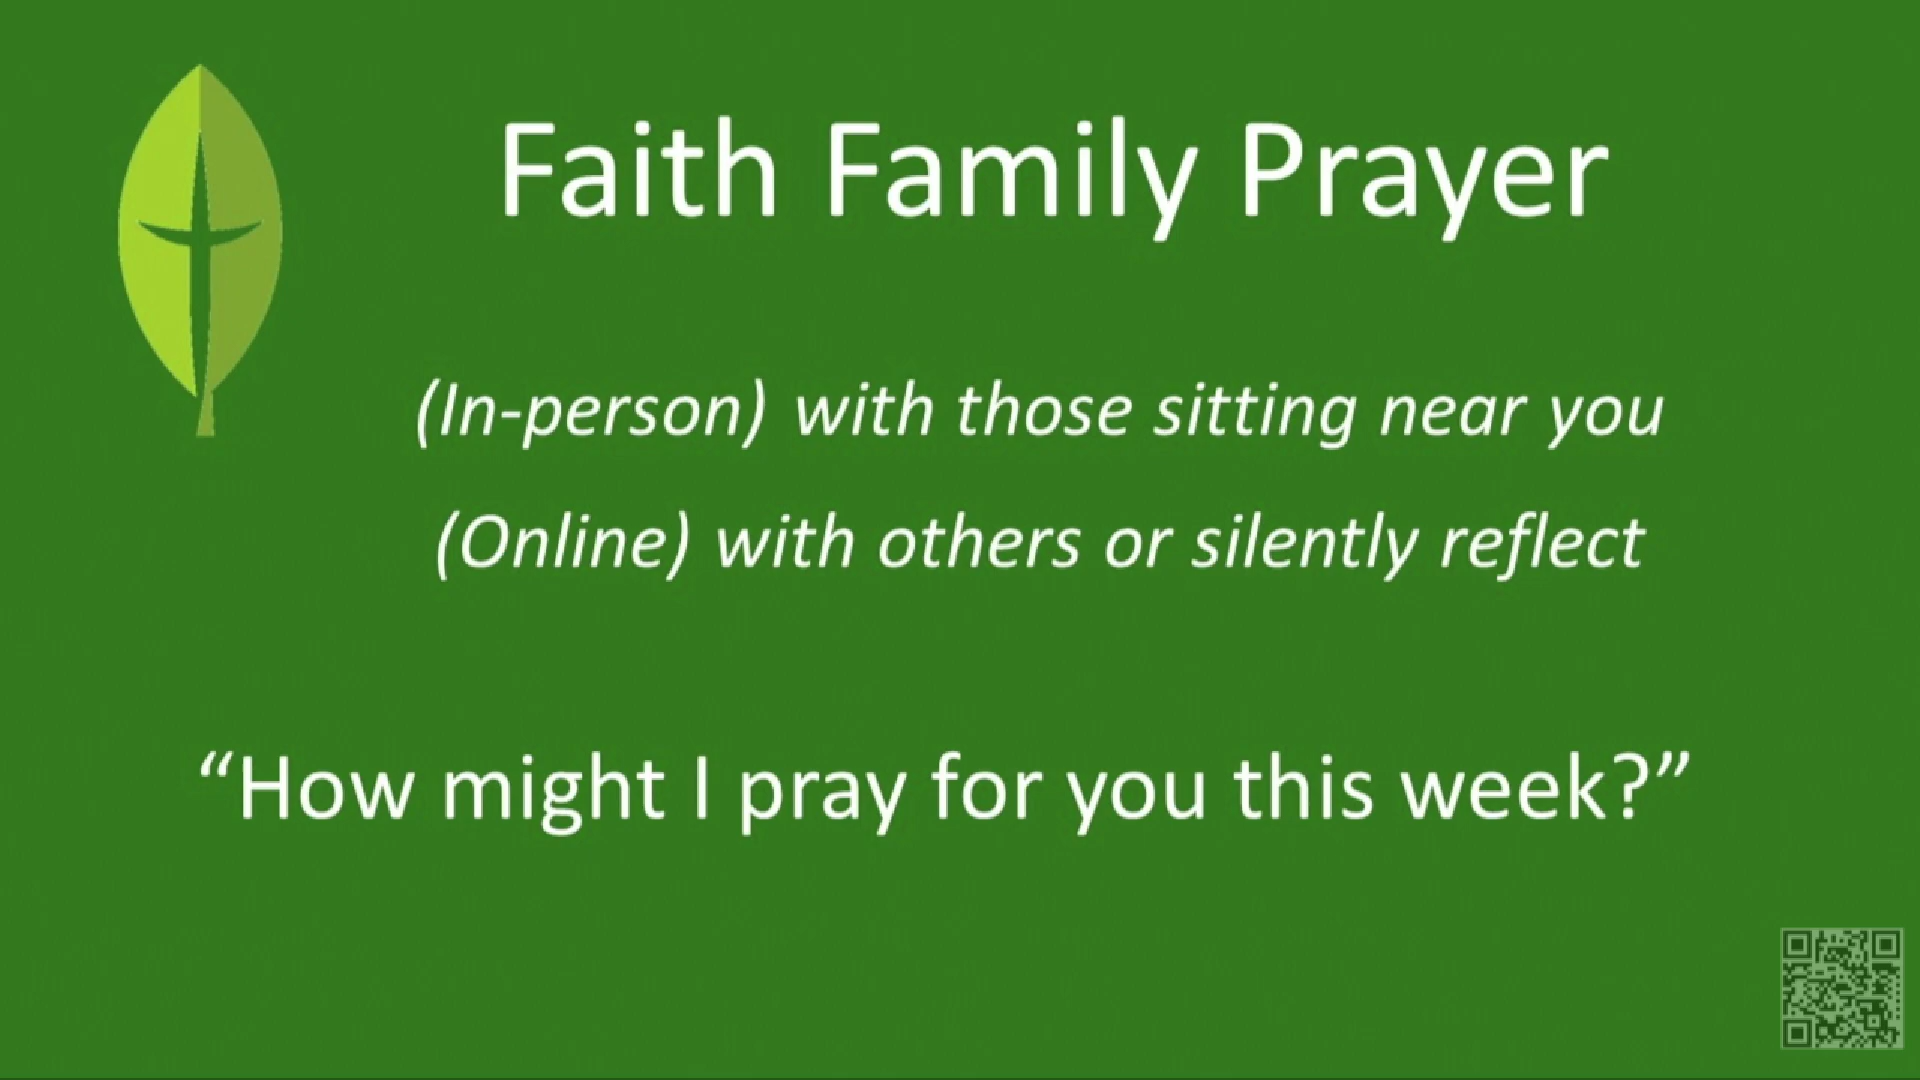 Faith Family Prayer
(In-person) with those sitting near you
(Online) with others or silently reflect
“How might I pray for you this week?”